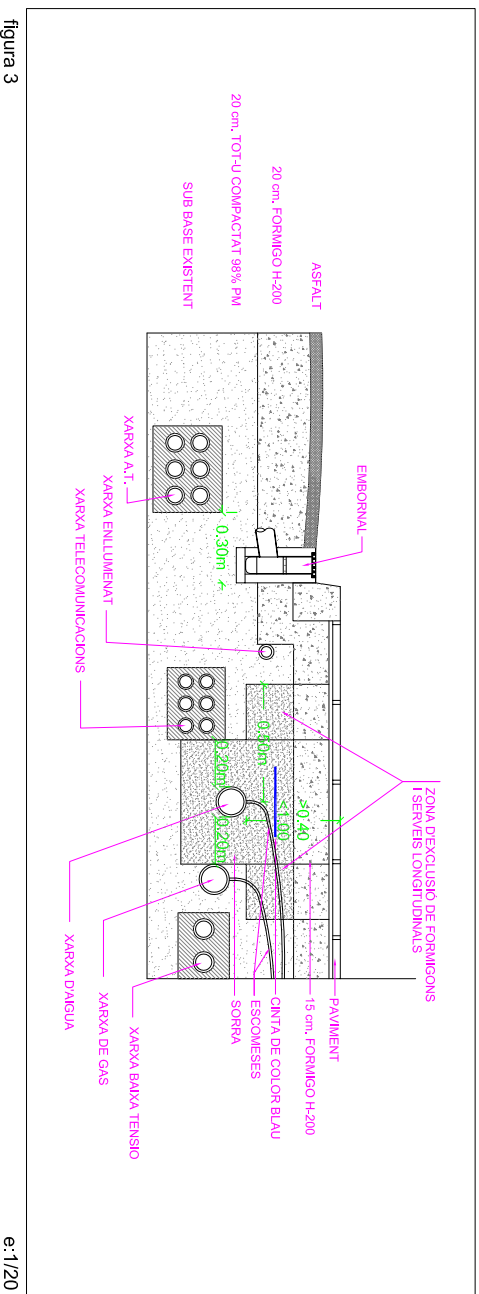 ASFALT
20 cm. FORMIGO H-200
20 cm. TOT-U COMPACTAT 98% PM
SUB BASE EXISTENT
EMBORNAL
ZONA D'EXCLUSIÓ DE FORMIGONS
I SERVEIS LONGITUDINALS
PAVIMENT
15 cm. FORMIGO H-200
CINTA DE COLOR BLAU
ESCOMESES
SORRA
>0.40
<1.00
0.50m
0.30m
0.20m
0.20m
XARXA A.T.
XARXA ENLLUMENAT
XARXA TELECOMUNICACIONS
XARXA D'AIGUA
XARXA DE GAS
XARXA BAIXA TENSIO
figura 3
e:1/20